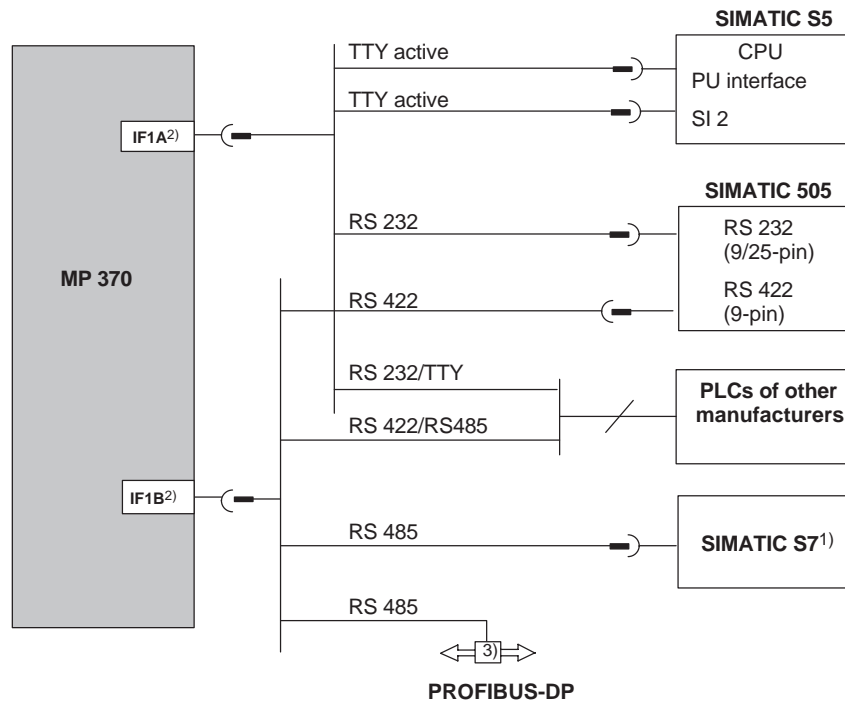 SIMATIC S5
TTY active
CPU
PU interface
TTY active
SI 2
IF1A2)
SIMATIC 505
RS 232
RS 232
(9/25-pin)
MP 370
RS 422
RS 422
(9-pin)
RS 232/TTY
PLCs of other
manufacturers
RS 422/RS485
IF1B2)
RS 485
SIMATIC S71)
RS 485
3)
PROFIBUS-DP